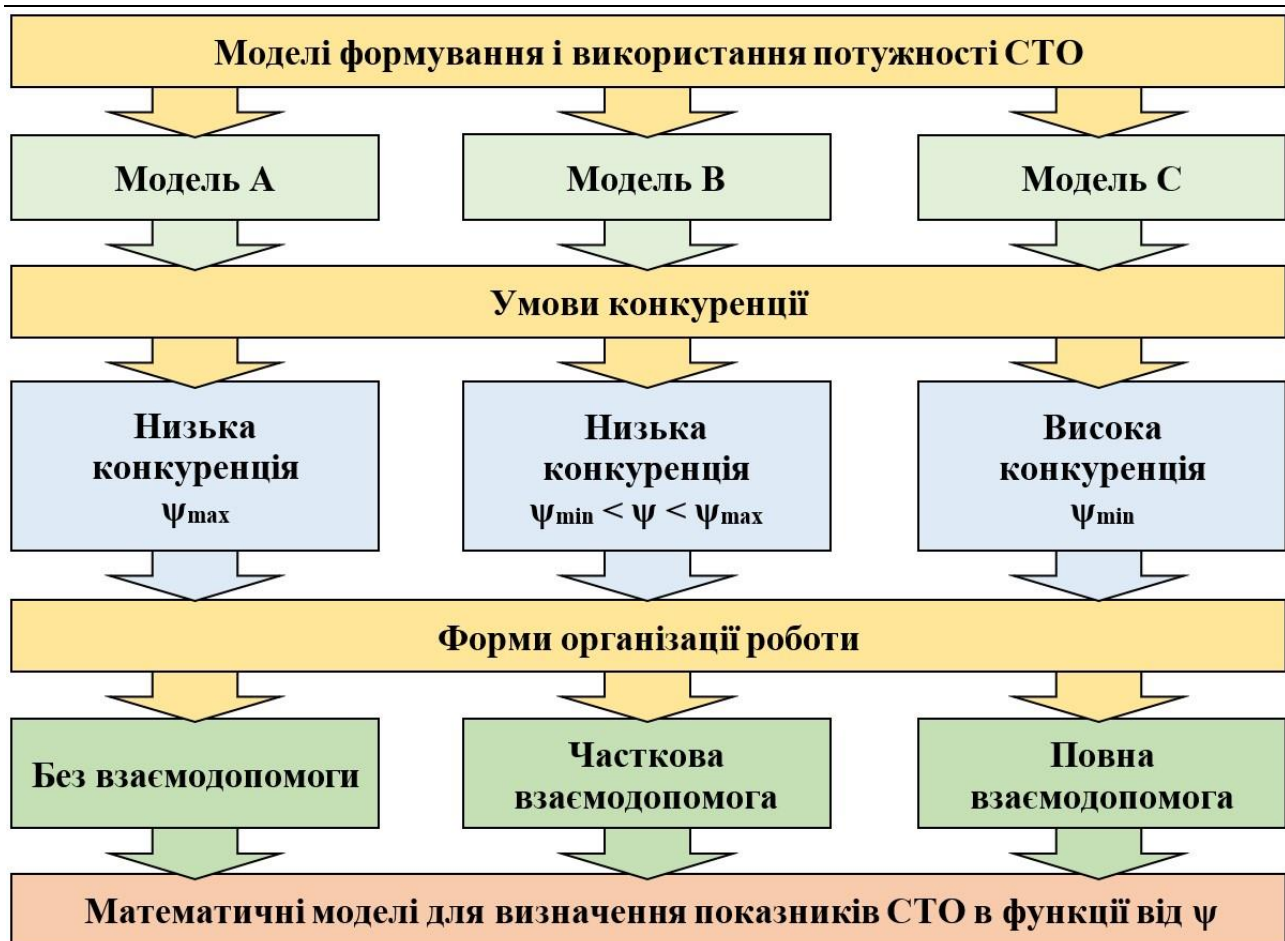 Моделі формування і використання потужності СТО
Модель А
Модель В
Модель С
Умови конкуренції
Низька
конкуренція
ψmax
Низька
конкуренція
ψmin < ψ < ψmax
Висока
конкуренція
ψmin
Форми організації роботи
Без взаємодопомоги
Часткова
взаємодопомога
Повна
взаємодопомога
Математичні моделі для визначення показників СТО в функції від ψ